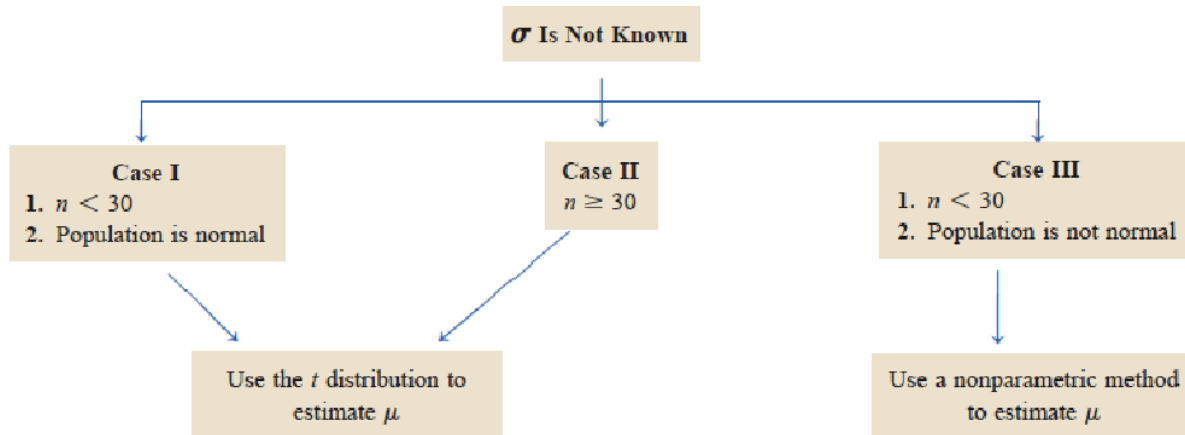 σ Is Not Known
Case I
1. n < 30
2. Population is normal
Case II
n ≥ 30
Case III
1. n < 30
2. Population is not normal
Use the t distribution to
estimate μ
Use a nonparametric method
to estimate μ